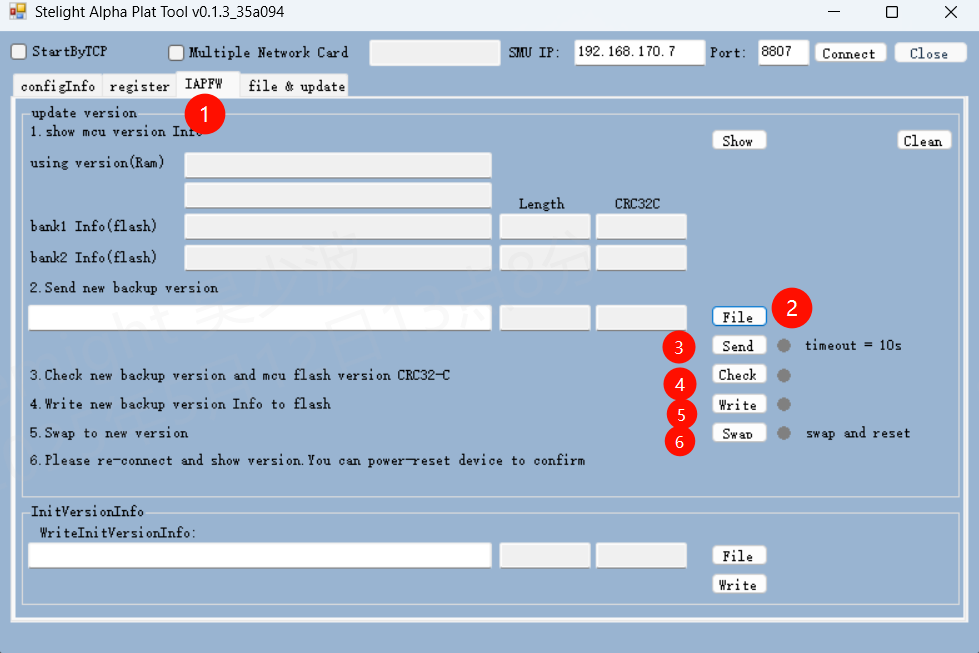 Stelight Alpha Plat Tool v0.1.3_35a094
StartByTCP Multiple Network Card SMU IP: 192.168.170.7 Port: 8807 Connect Close
configInfo register IAPFW file & update
1
update version
1.show mcu version Info
Show Clean
using version(Ram)
Length CRC32C
bank1 Info(flash)
bank2 Info(flash)
2.Send new backup version
File 2
3 Send timeout = 10s
3.Check new backup version and mcu flash version CRC32-C 4 Check
4.Write new backup version Info to flash 5 Write
5.Swap to new version 6 Swap swap and reset
6.Please re-connect and show version.You can power-reset device to confirm
InitVersionInfo
WriteInitVersionInfo:
File
Write